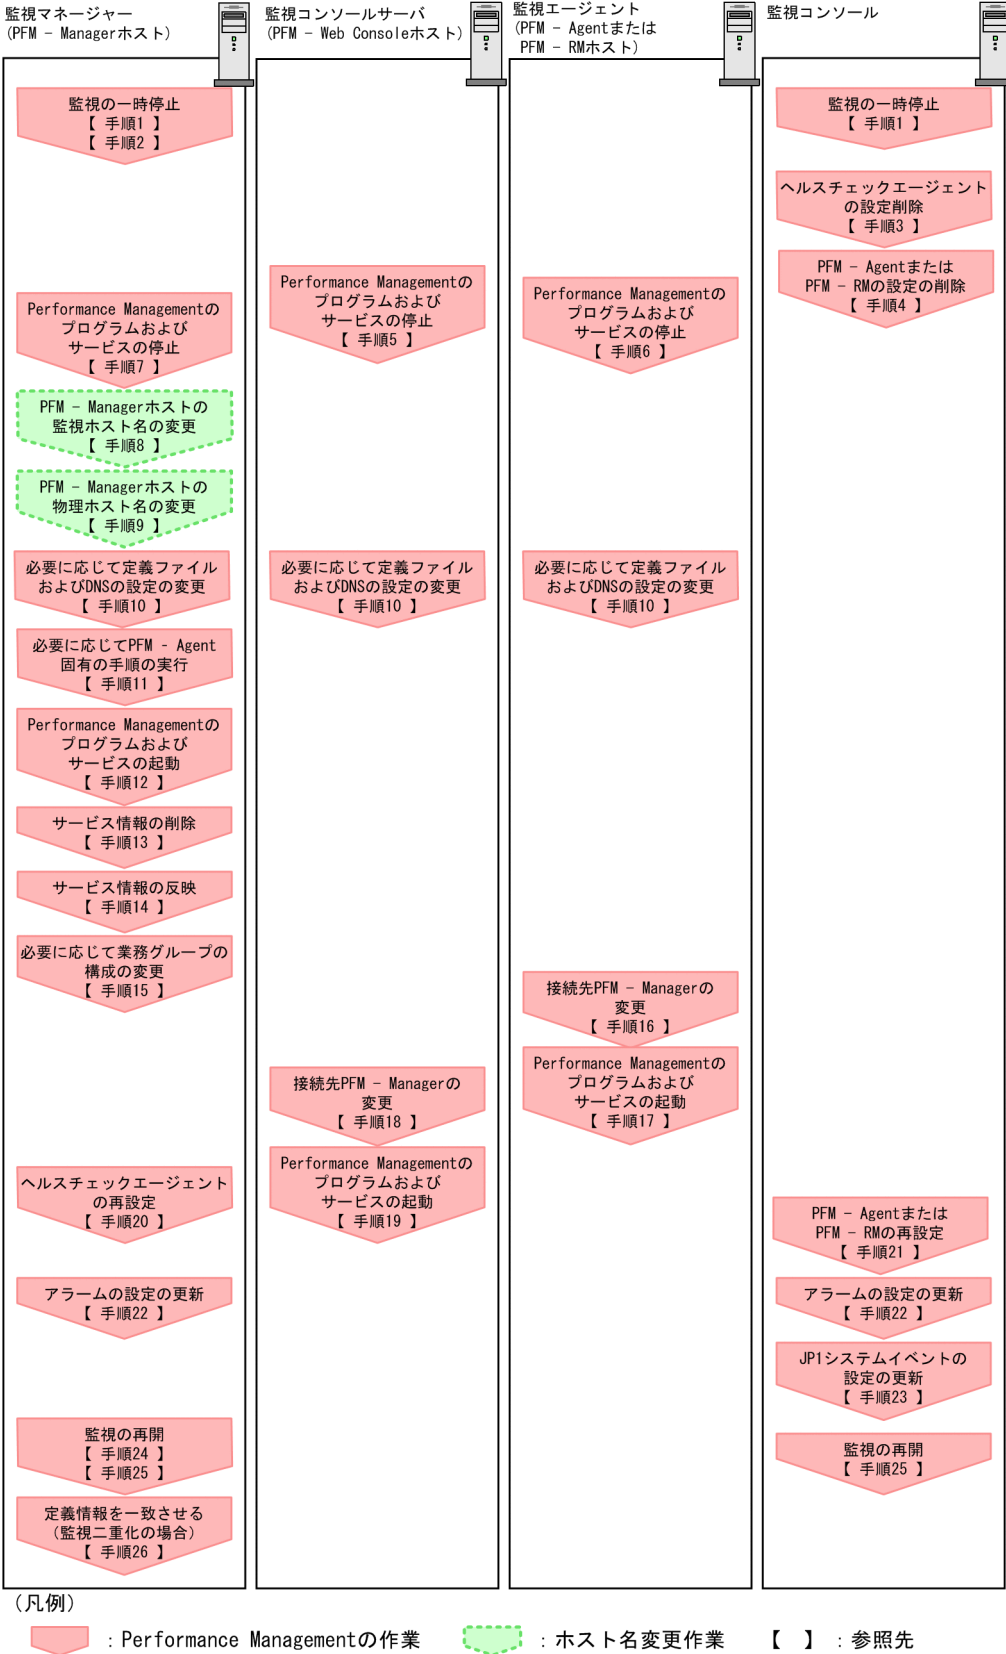 監視マネージャー
(PFM - Managerホスト)
監視コンソールサーバ
(PFM - Web Consoleホスト)
監視エージェント
(PFM - Agentまたは
PFM - RMホスト)
監視コンソール
監視の一時停止
【 手順1 】
【 手順2 】
監視の一時停止
【 手順1 】
ヘルスチェックエージェント
の設定削除
【 手順3 】
PFM - Agentまたは
PFM - RMの設定の削除
【 手順4 】
Performance Managementの
プログラムおよび
サービスの停止
【 手順5 】
Performance Managementの
プログラムおよび
サービスの停止
【 手順6 】
Performance Managementの
プログラムおよび
サービスの停止
【 手順7 】
PFM - Managerホストの
監視ホスト名の変更
【 手順8 】
PFM - Managerホストの
物理ホスト名の変更
【 手順9 】
必要に応じて定義ファイル
およびDNSの設定の変更
【 手順10 】
必要に応じて定義ファイル
およびDNSの設定の変更
【 手順10 】
必要に応じて定義ファイル
およびDNSの設定の変更
【 手順10 】
必要に応じてPFM - Agent
固有の手順の実行
【 手順11 】
Performance Managementの
プログラムおよび
サービスの起動
【 手順12 】
サービス情報の削除
【 手順13 】
サービス情報の反映
【 手順14 】
必要に応じて業務グループの
構成の変更
【 手順15 】
接続先PFM - Managerの
変更
【 手順16 】
Performance Managementの
プログラムおよび
サービスの起動
【 手順17 】
接続先PFM - Managerの
変更
【 手順18 】
Performance Managementの
プログラムおよび
サービスの起動
【 手順19 】
ヘルスチェックエージェント
の再設定
【 手順20 】
PFM - Agentまたは
PFM - RMの再設定
【 手順21 】
アラームの設定の更新
【 手順22 】
アラームの設定の更新
【 手順22 】
JP1システムイベントの
設定の更新
【 手順23 】
監視の再開
【 手順24 】
【 手順25 】
監視の再開
【 手順25 】
定義情報を一致させる
(監視二重化の場合)
【 手順26 】
(凡例)
：Performance Managementの作業
：ホスト名変更作業
【 】：参照先